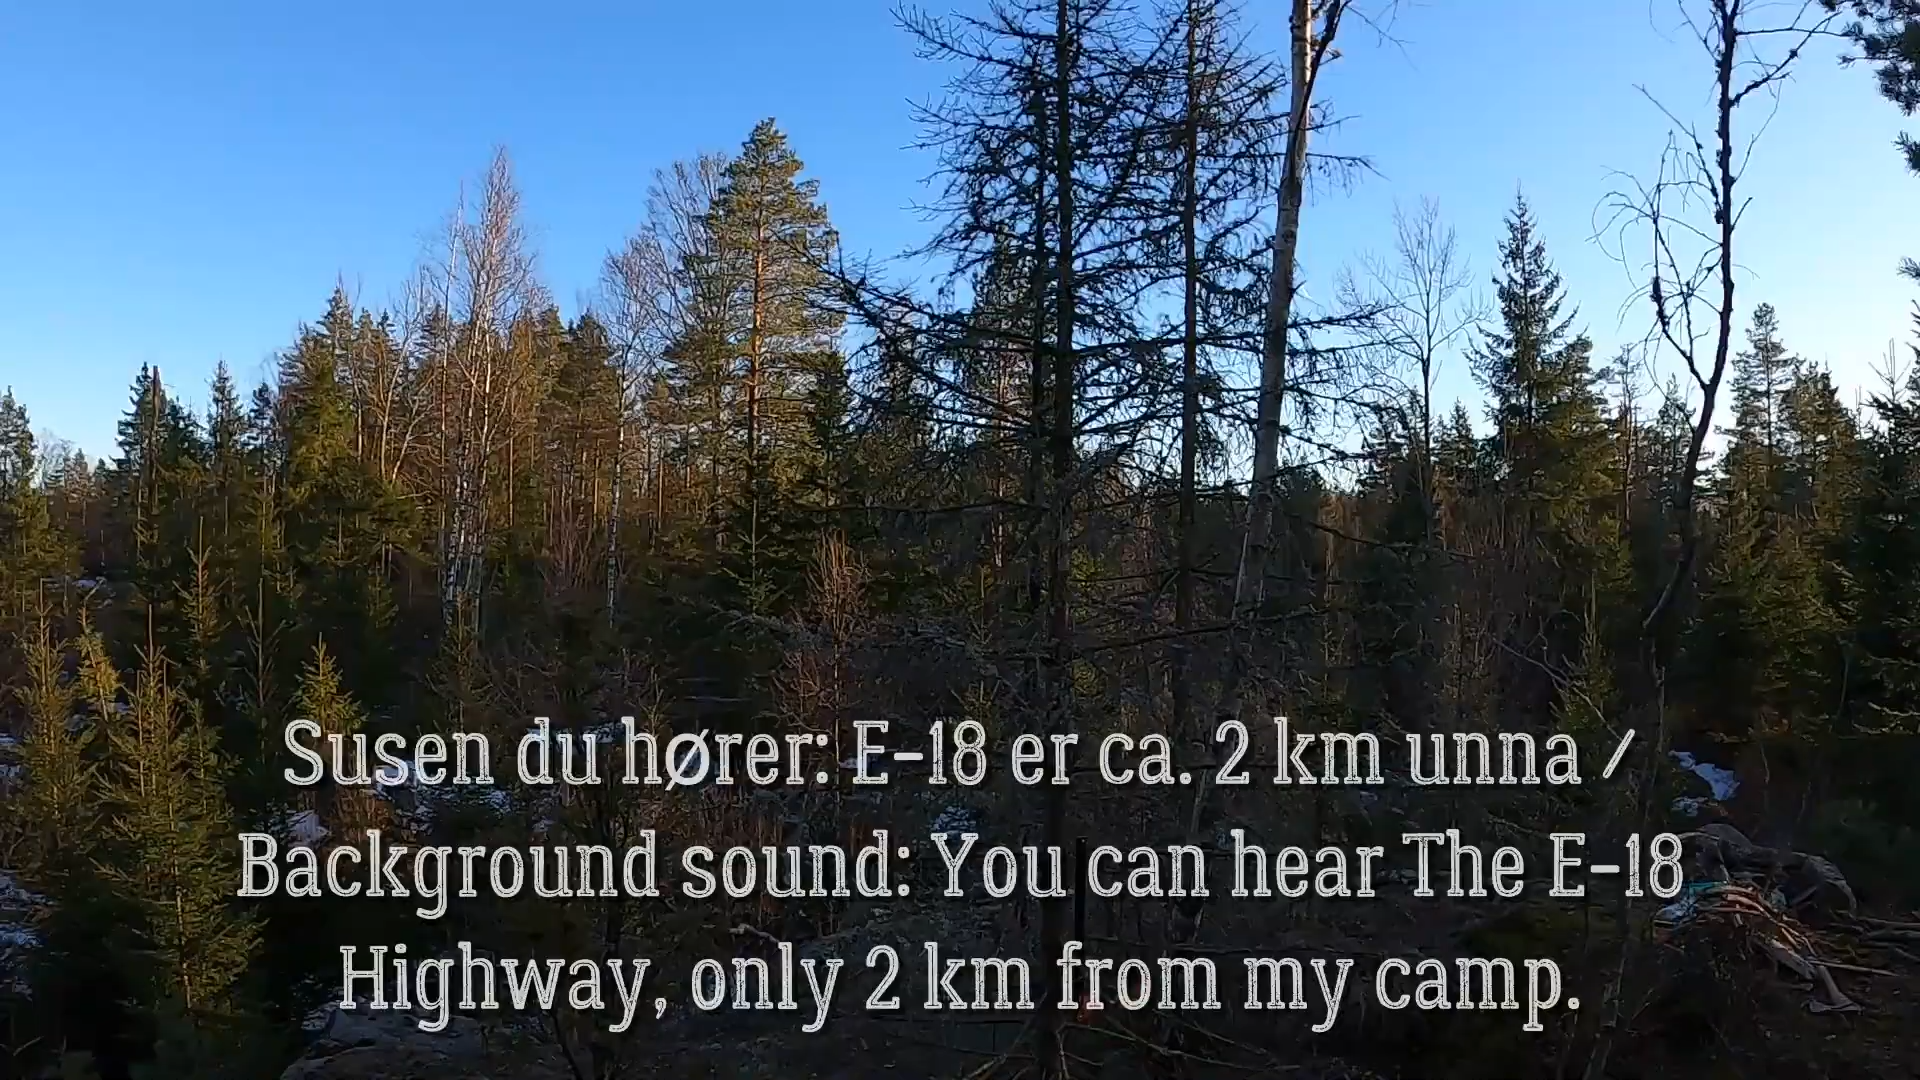 Susen du hører: E-18 er ca. 2 km unna /
Background sound: You can hear The E-18
Highway, only 2 km from my camp.